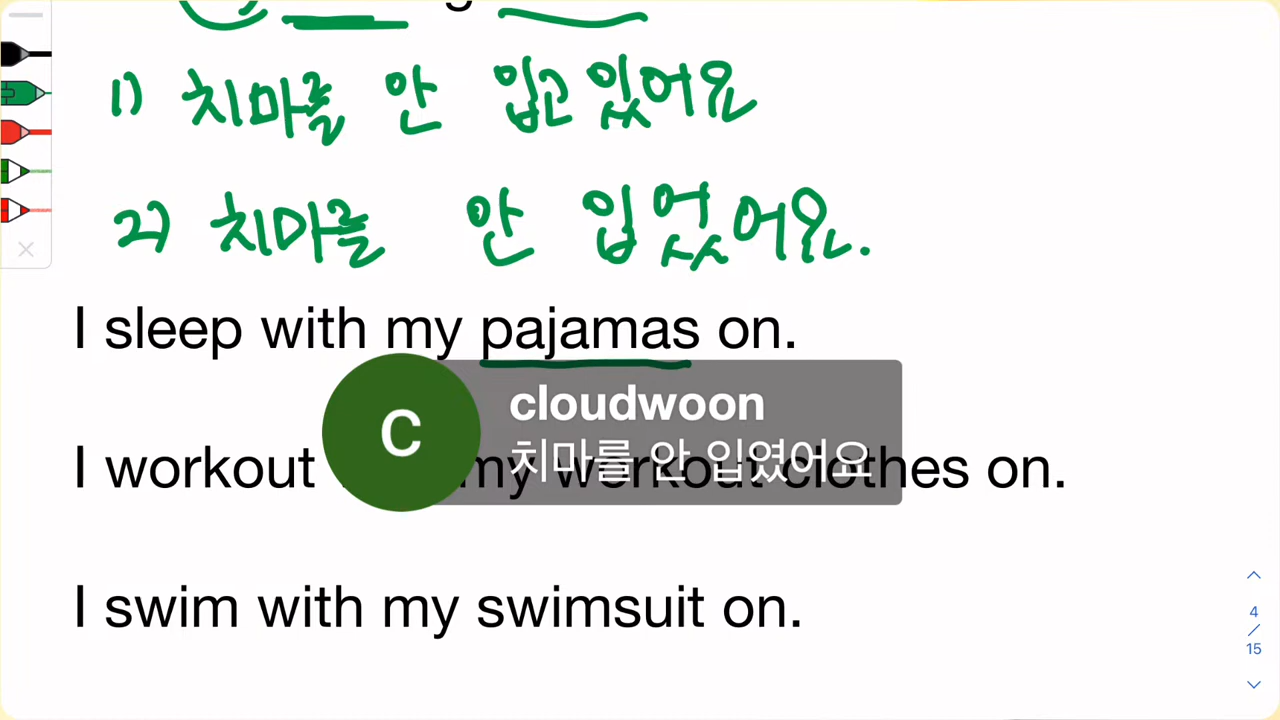 1) 치마를 안 입고 있어요
2) 치마를 안 입었어요.
I sleep with my pajamas on.
C
cloudwoon
치마를 안 입였어요
I workout my workout clothes on.
I swim with my swimsuit on.
4
/
15